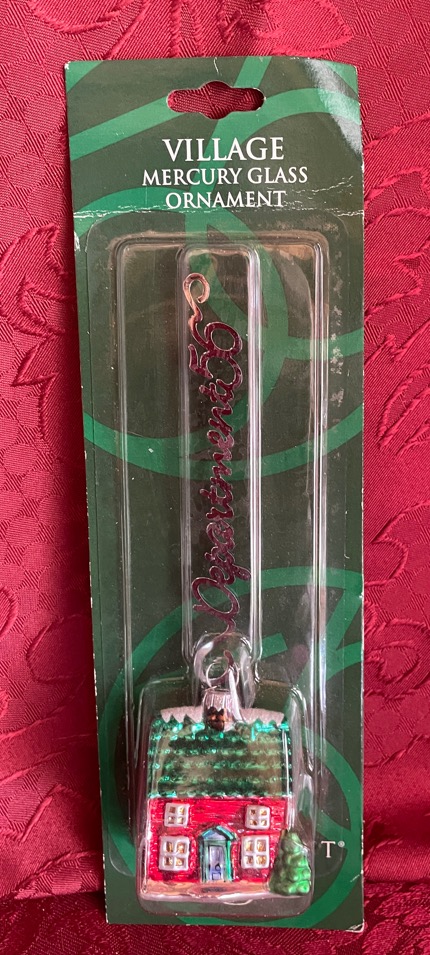 VILLAGE
MERCURY GLASS
ORNAMENT
Department 56
T®